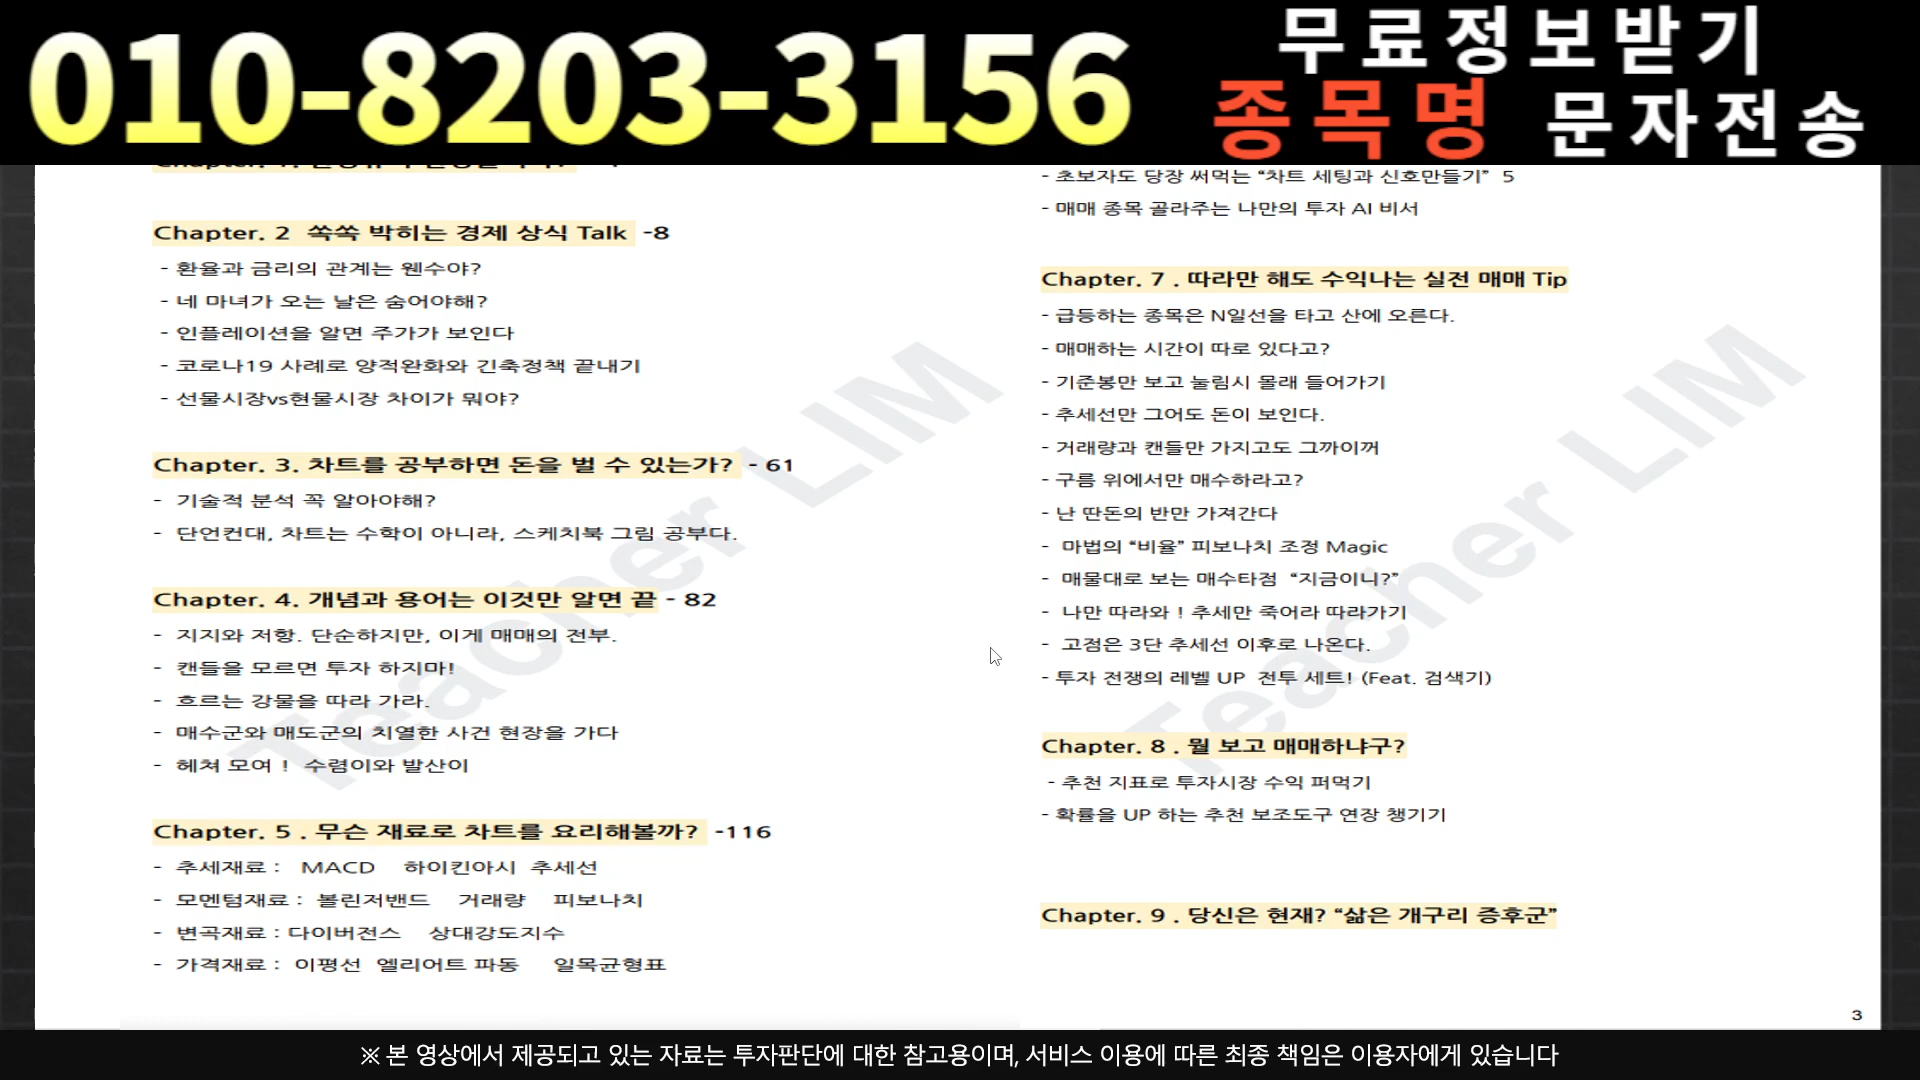 010-8203-3156
무료정보받기
종목명 문자전송
Chapter. 2 쏙쏙 박히는 경제 상식 Talk -8
- 환율과 금리의 관계는 웬수야?
- 네 마녀가 오는 날은 숨어야해?
- 인플레이션을 알면 주가가 보인다
- 코로나19 사례로 양적완화와 긴축정책 끝내기
- 선물시장vs현물시장 차이가 뭐야?
Chapter. 3. 차트를 공부하면 돈을 벌 수 있는가? - 61
- 기술적 분석 꼭 알아야해?
- 단언컨대, 차트는 수학이 아니라, 스케치북 그림 공부다.
Chapter. 4. 개념과 용어는 이것만 알면 끝 - 82
- 지지와 저항. 단순하지만, 이게 매매의 전부.
- 캔들을 모르면 투자 하지마!
- 흐르는 강물을 따라 가라.
- 매수군와 매도군의 치열한 사건 현장을 가다
- 헤쳐 모여 ! 수렴이와 발산이
Chapter. 5 . 무슨 재료로 차트를 요리해볼까? -116
- 추세재료 : MACD 하이킨아시 추세선
- 모멘텀재료 : 볼린저밴드 거래량 피보나치
- 변곡재료 : 다이버전스 상대강도지수
- 가격재료 : 이평선 엘리어트 파동 일목균형표
- 초보자도 당장 써먹는 “차트 세팅과 신호만들기” 5
- 매매 종목 골라주는 나만의 투자 AI 비서
Chapter. 7 . 따라만 해도 수익나는 실전 매매 Tip
- 급등하는 종목은 N일선을 타고 산에 오른다.
- 매매하는 시간이 따로 있다고?
- 기준봉만 보고 눌림시 몰래 들어가기
- 추세선만 그어도 돈이 보인다.
- 거래량과 캔들만 가지고도 그까이꺼
- 구름 위에서만 매수하라고?
- 난 딴돈의 반만 가져간다
- 마법의 “비율” 피보나치 조정 Magic
- 매물대로 보는 매수타점 “지금이니?”
- 나만 따라와 ! 추세만 죽어라 따라가기
- 고점은 3단 추세선 이후로 나온다.
- 투자 전쟁의 레벨 UP 전투 세트! (Feat. 검색기)
Chapter. 8 . 뭘 보고 매매하냐구?
- 추천 지표로 투자시장 수익 퍼먹기
- 확률을 UP 하는 추천 보조도구 연장 챙기기
Chapter. 9 . 당신은 현재? “삶은 개구리 증후군”
Teacher LIM
Teacher LIM
3
※ 본 영상에서 제공되고 있는 자료는 투자판단에 대한 참고용이며, 서비스 이용에 따른 최종 책임은 이용자에게 있습니다